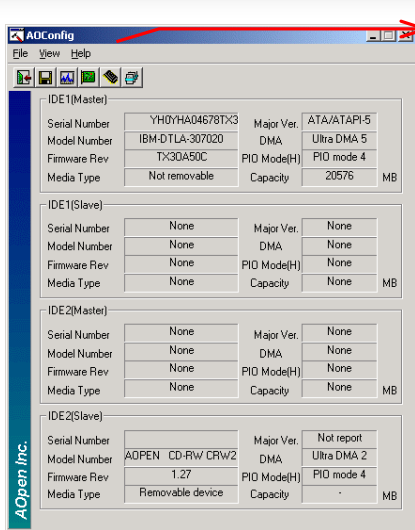 AOConfig
File View Help
IDE1(Master)
Serial Number YH0YHA04678TX3 Major Ver. ATA/ATAPI-5
Model Number IBM-DTLA-307020 DMA Ultra DMA 5
Firmware Rev TX3OA50C PIO Mode(H) PIO mode 4
Media Type Not removable Capacity 20576 MB
IDE1(Slave)
Serial Number None Major Ver. None
Model Number None DMA None
Firmware Rev None PIO Mode(H) None
Media Type None Capacity None MB
IDE2(Master)
Serial Number None Major Ver. None
Model Number None DMA None
Firmware Rev None PIO Mode(H) None
Media Type None Capacity None MB
IDE2(Slave)
Serial Number Major Ver. Not report
Model Number AOPEN CD-RW CRW2 DMA Ultra DMA 2
Firmware Rev 1.27 PIO Mode(H) PIO mode 4
Media Type Removable device Capacity - MB
AOpen Inc.